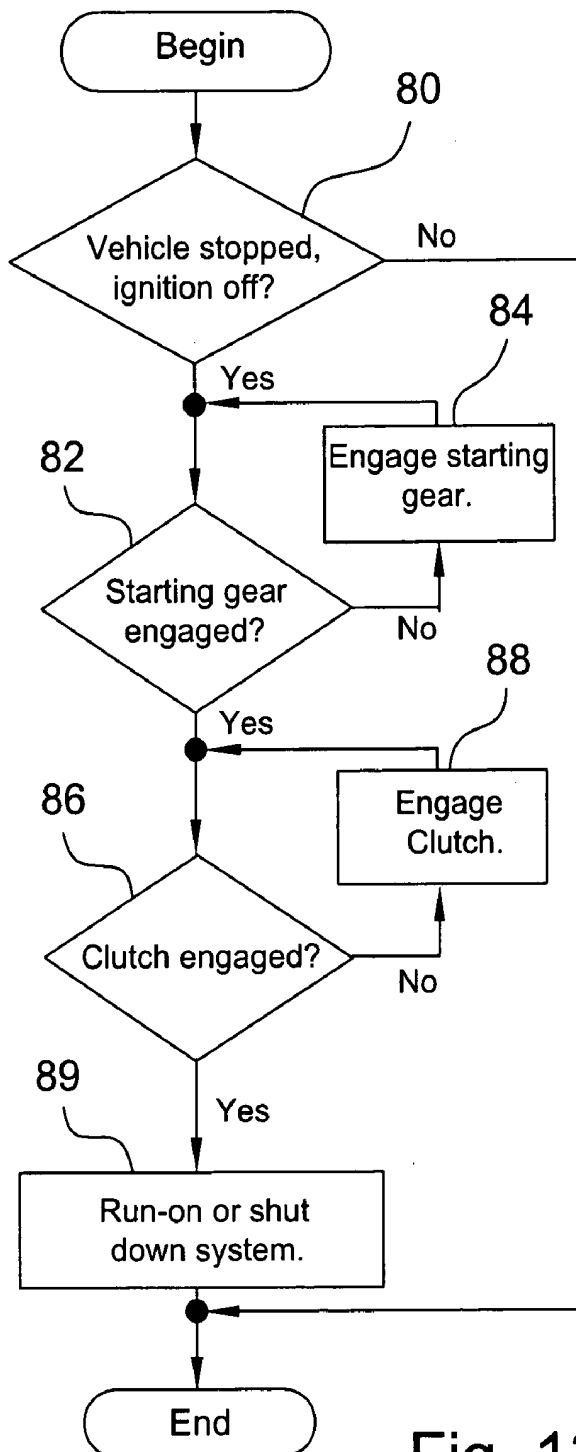 Begin
80
Vehicle stopped,
ignition off?
No
Yes
84
Engage starting
gear.
82
Starting gear
engaged?
No
Yes
88
Engage
Clutch.
86
Clutch engaged?
No
Yes
89
Run-on or shut
down system.
End